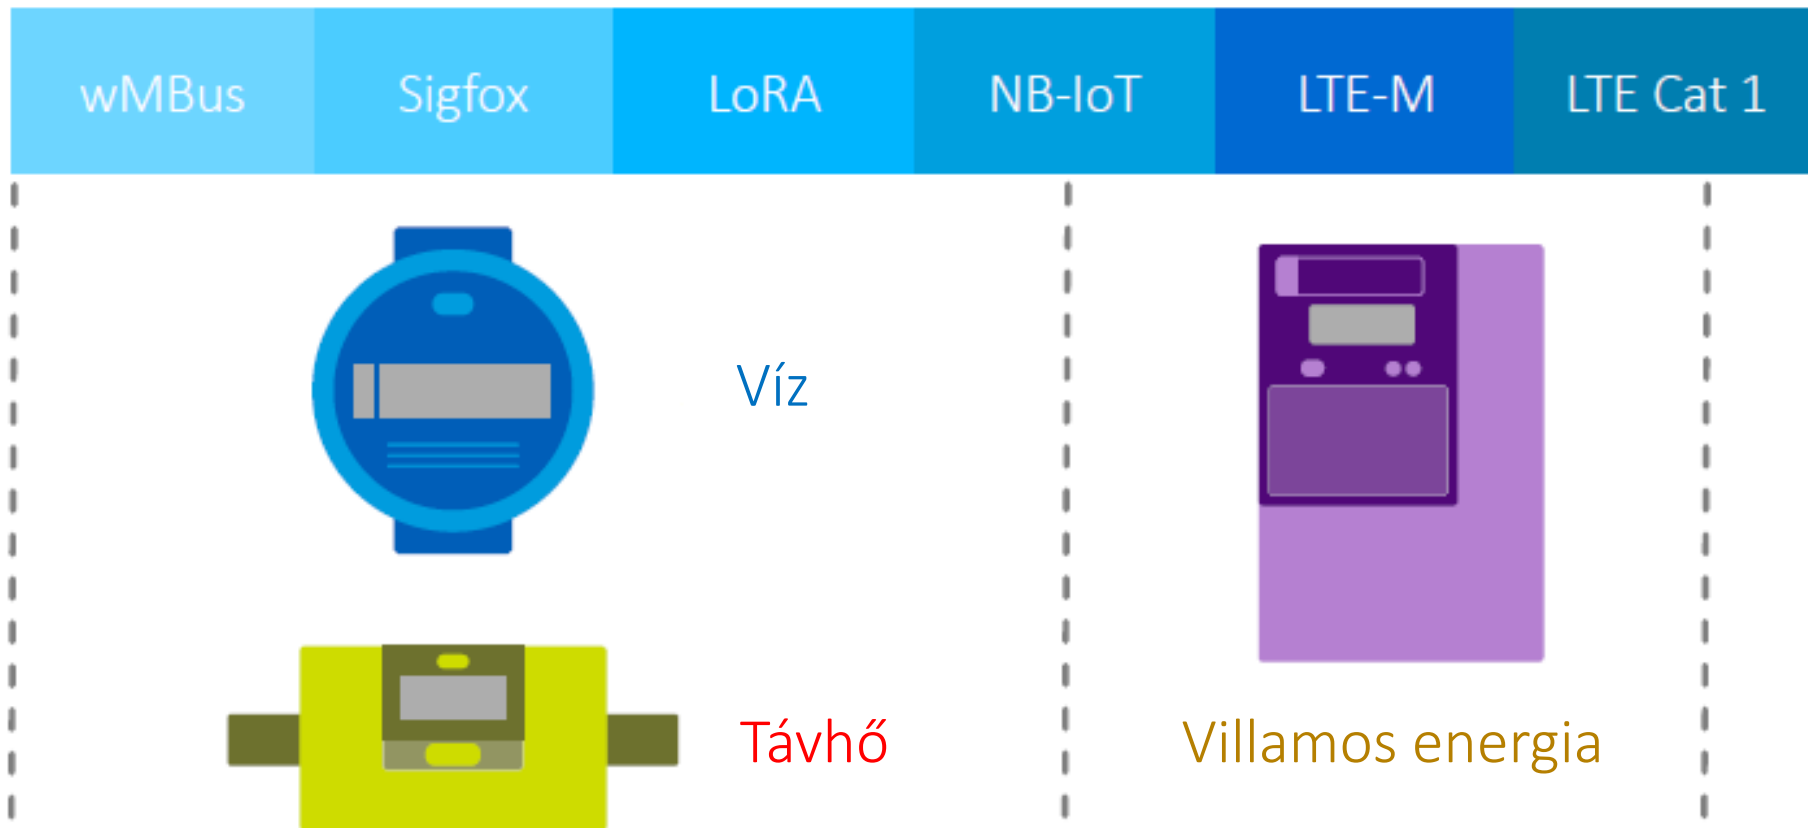 wMBus
Sigfox
LoRA
NB-IoT
LTE-M
LTE Cat 1
Víz
Távhő
Villamos energia